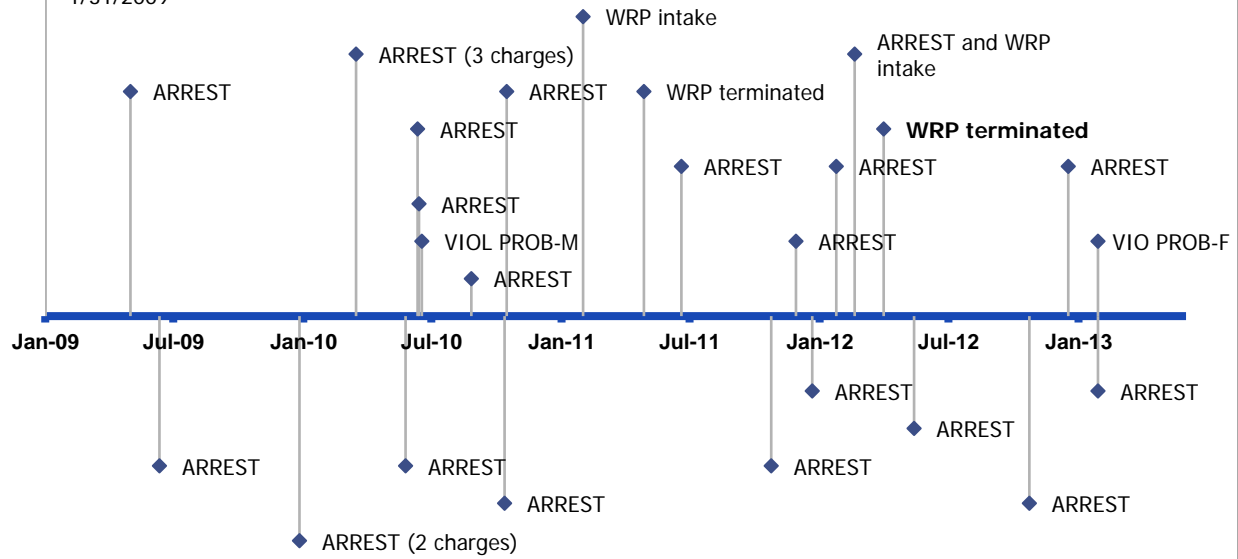 WRP intake
ARREST (3 charges)
ARREST and WRP
intake
ARREST
ARREST
WRP terminated
ARREST
WRP terminated
ARREST
ARREST
ARREST
ARREST
VIOL PROB-M
ARREST
VIO PROB-F
ARREST
Jan-09
Jul-09
Jan-10
Jul-10
Jan-11
Jul-11
Jan-12
Jul-12
Jan-13
ARREST
ARREST
ARREST
ARREST
ARREST
ARREST
ARREST
ARREST
ARREST (2 charges)